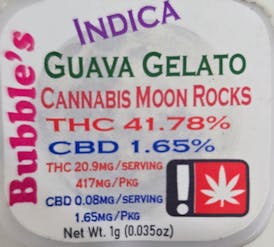 Bubble's
INDICA
GUAVA GELATO
CANNABIS MOON ROCKS
THC 41.78%
CBD 1.65%
THC 20.9MG/SERVING
417MG/PKG
CBD 0.08MG/SERVING
1.65MG/PKG
Net Wt. 1g (0.035oz)
!